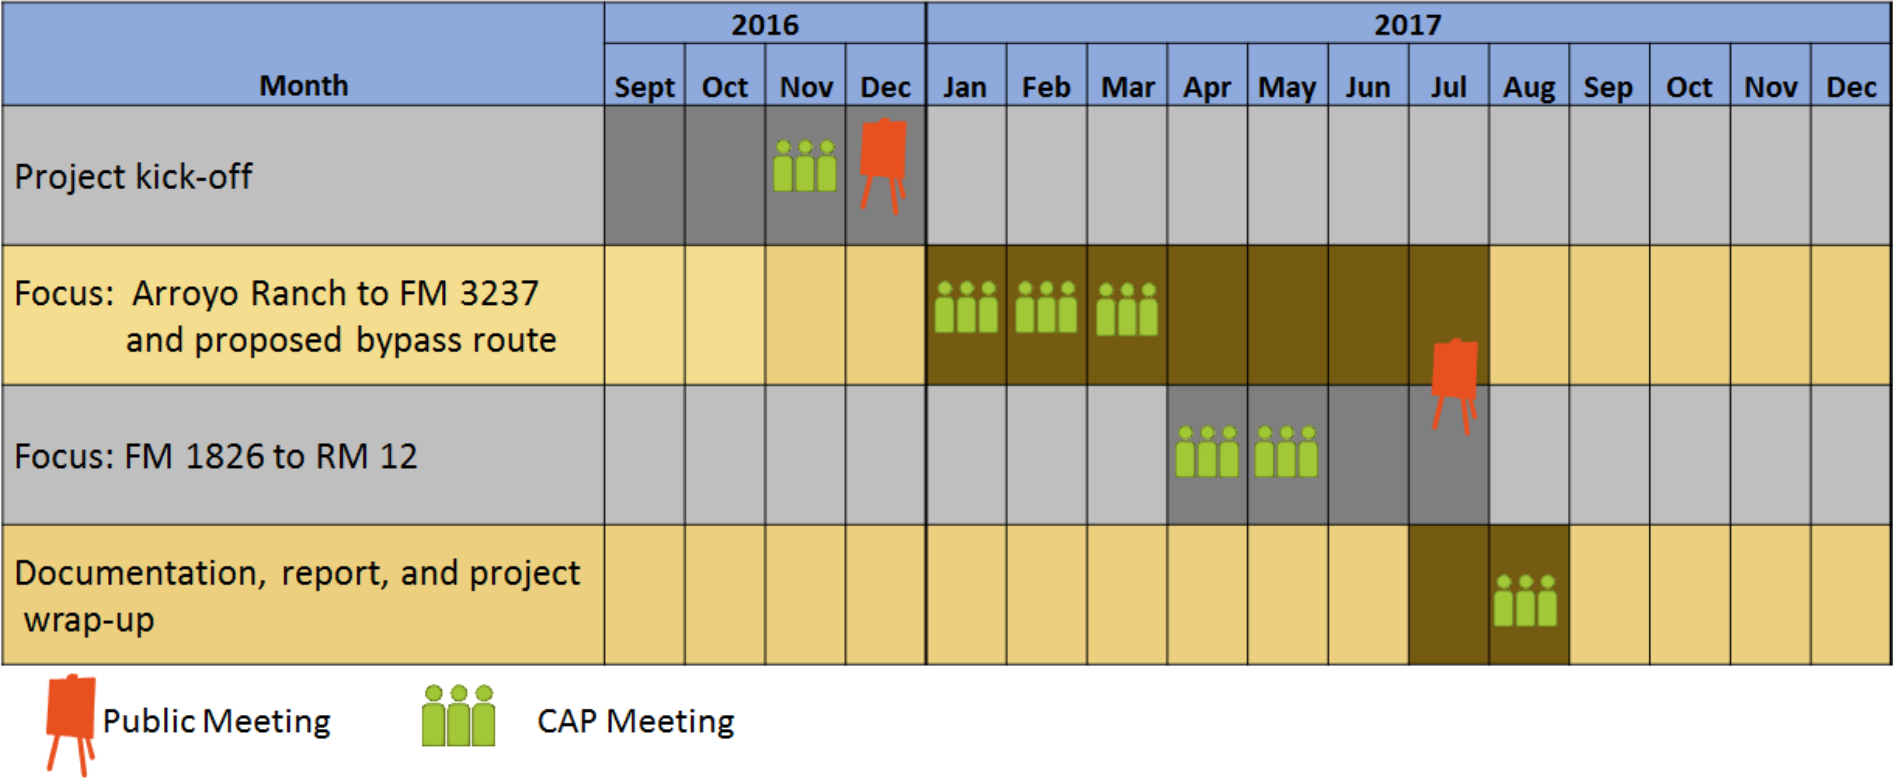 2016 2017
Month Sept Oct Nov Dec Jan Feb Mar Apr May Jun Jul Aug Sep Oct Nov Dec
Project kick-off
Focus: Arroyo Ranch to FM 3237
and proposed bypass route
Focus: FM 1826 to RM 12
Documentation, report, and project
wrap-up
Public Meeting CAP Meeting